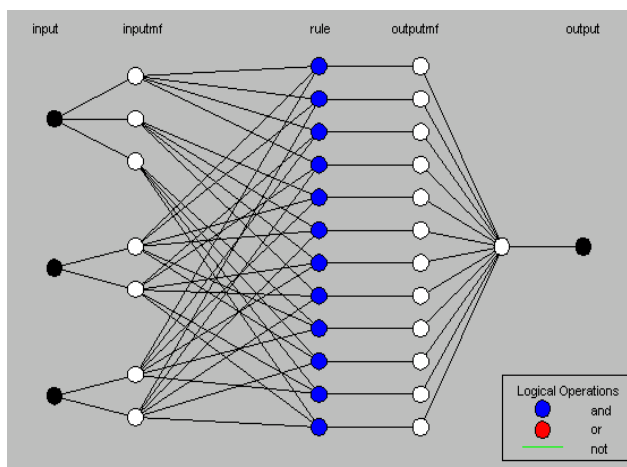 input inputmf rule outputmf output
Logical Operations
and
or
not